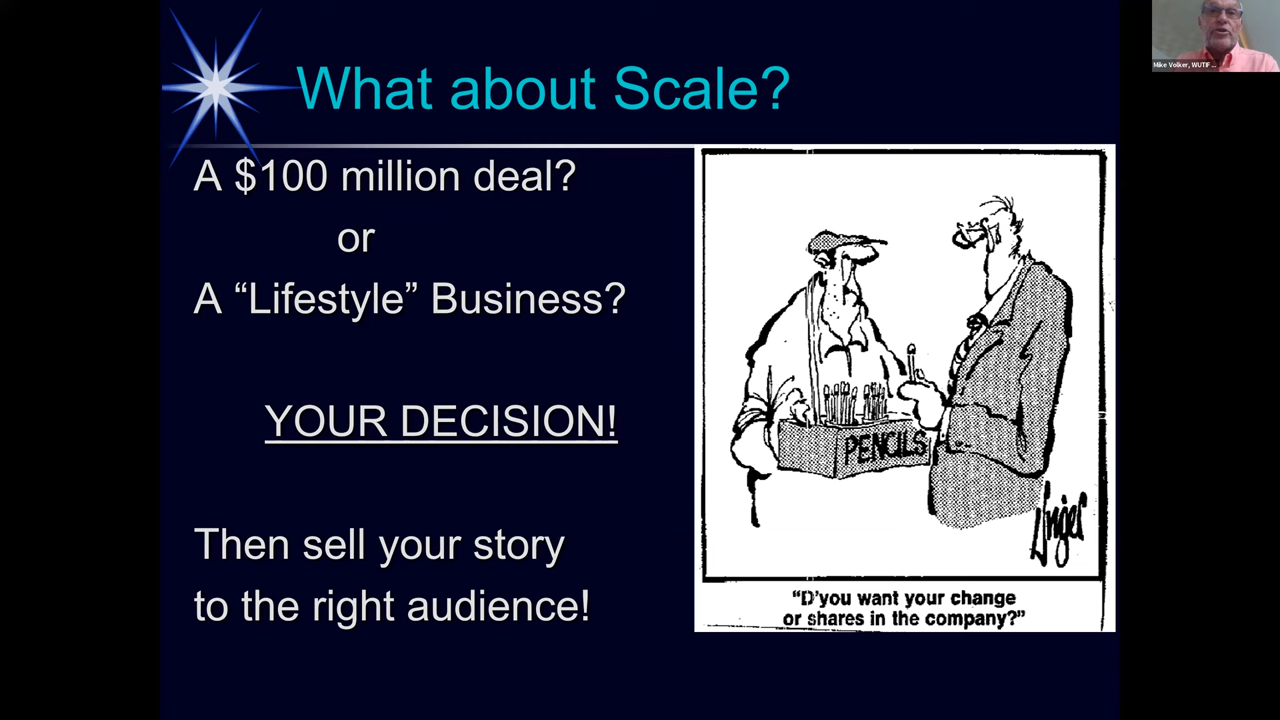 What about Scale?
A $100 million deal?
or
A “Lifestyle” Business?
YOUR DECISION!
Then sell your story
to the right audience!
PENCILS
Unger
“D’you want your change
or shares in the company?”
Mike Volker, WUTIF ...